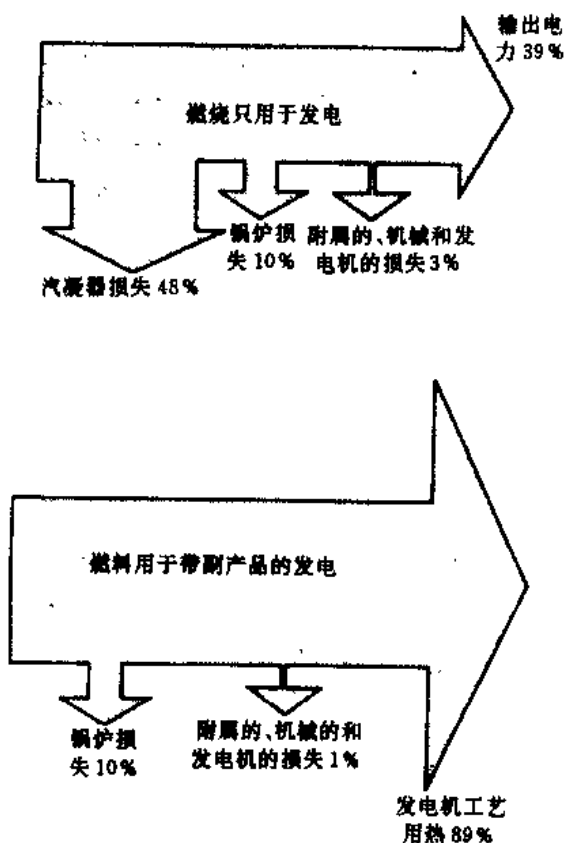 输出电
力 39%
燃烧只用于发电
锅炉损
失 10%
附属的、机械和发
电机的损失 3%
汽凝器损失 48%
燃料用于带副产品的发电
锅炉损
失 10%
附属的、机械的和
发电机的损失 1%
发电机工艺
用热 89%